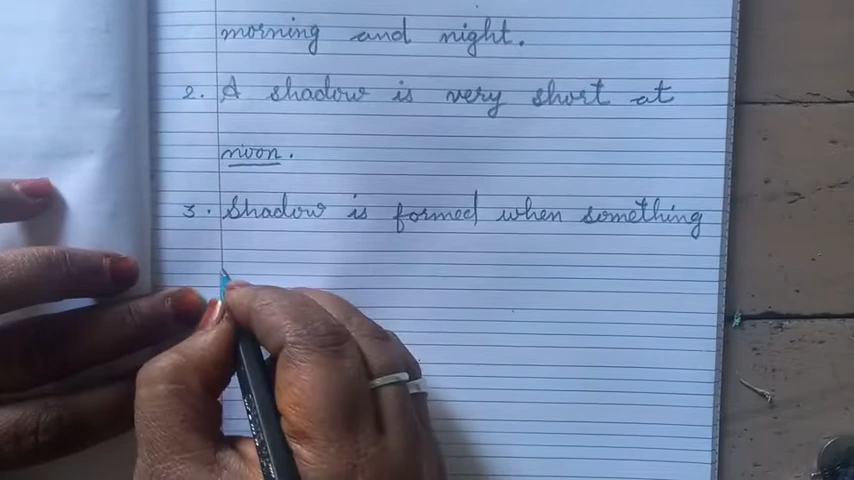 morning and night.
2. A shadow is very short at
noon.
3. Shadow is formed when something